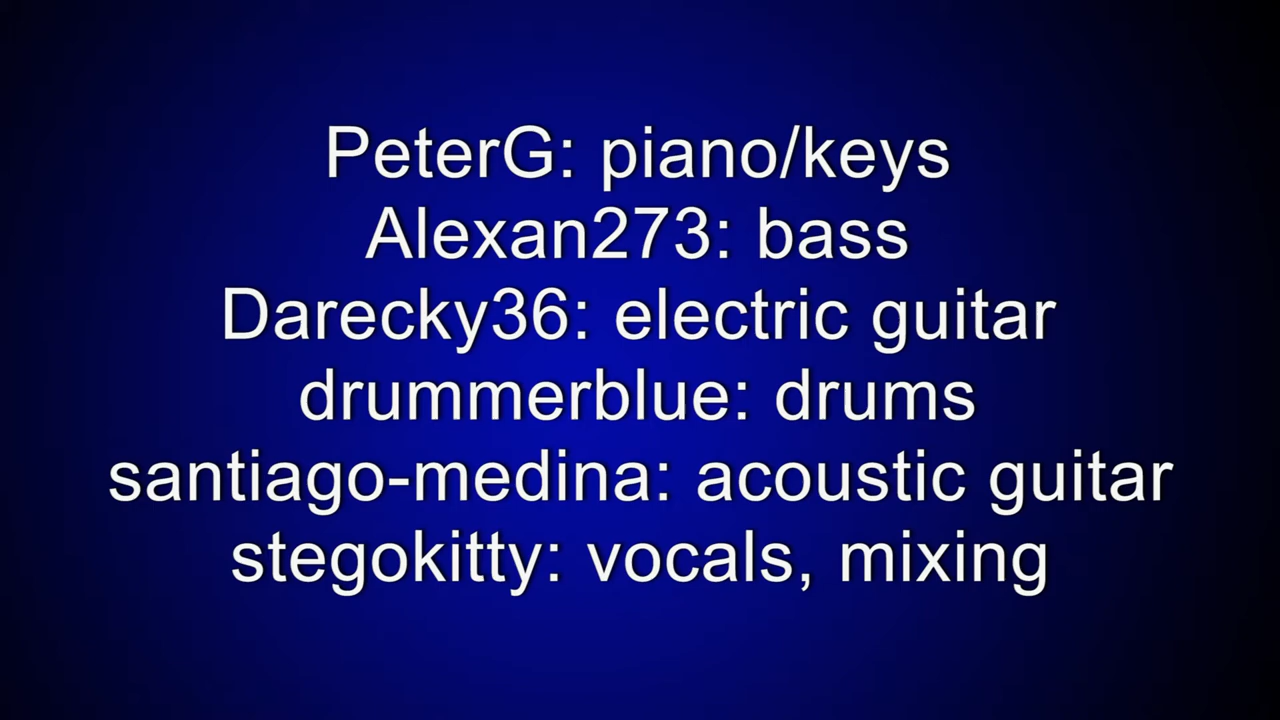 PeterG: piano/keys
Alexan273: bass
Darecky36: electric guitar
drummerblue: drums
santiago-medina: acoustic guitar
stegokitty: vocals, mixing